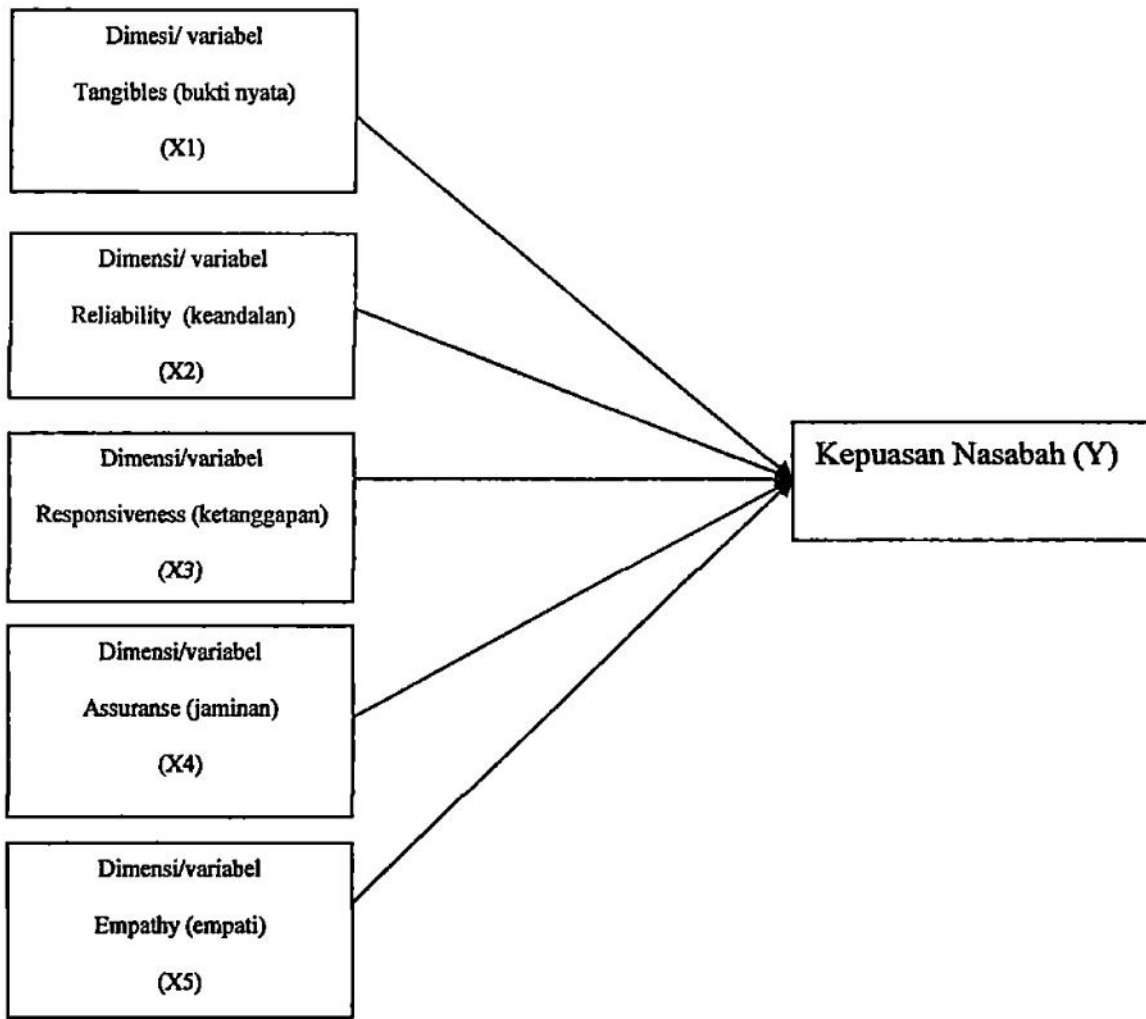 Dimesi/ variabel
Tangibles (bukti nyata)
(X1)
Dimensi/ variabel
Reliability (keandalan)
(X2)
Dimensi/variabel
Responsiveness (ketanggapan)
(X3)
Dimensi/variabel
Assuranse (jaminan)
(X4)
Dimensi/variabel
Empathy (empati)
(X5)
Kepuasan Nasabah (Y)